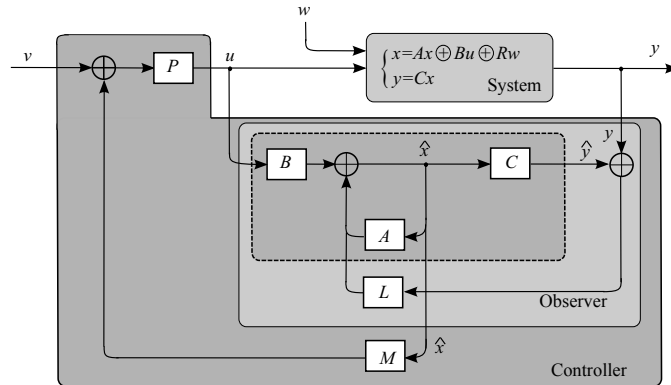 w
v
P
u
x=Ax⊕Bu⊕Rw
y=Cx
System
y
y
B
x̂
C
ŷ
A
L
Observer
M
x̂
Controller